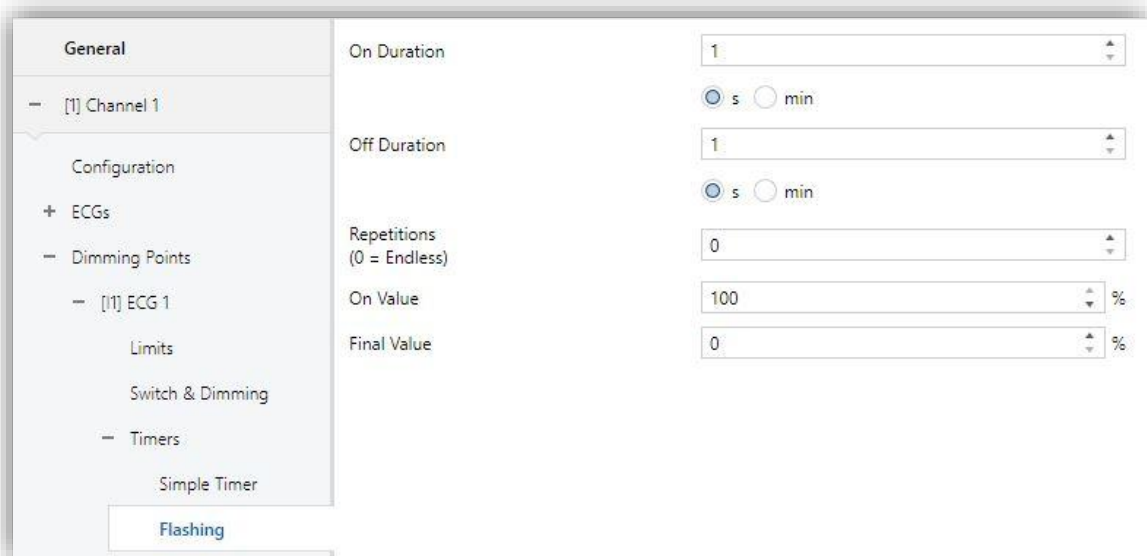 General
[1] Channel 1
Configuration
ECGs
Dimming Points
[I1] ECG 1
Limits
Switch & Dimming
Timers
Simple Timer
Flashing
On Duration
1
s min
Off Duration
1
s min
Repetitions
(0 = Endless)
0
On Value
100 %
Final Value
0 %